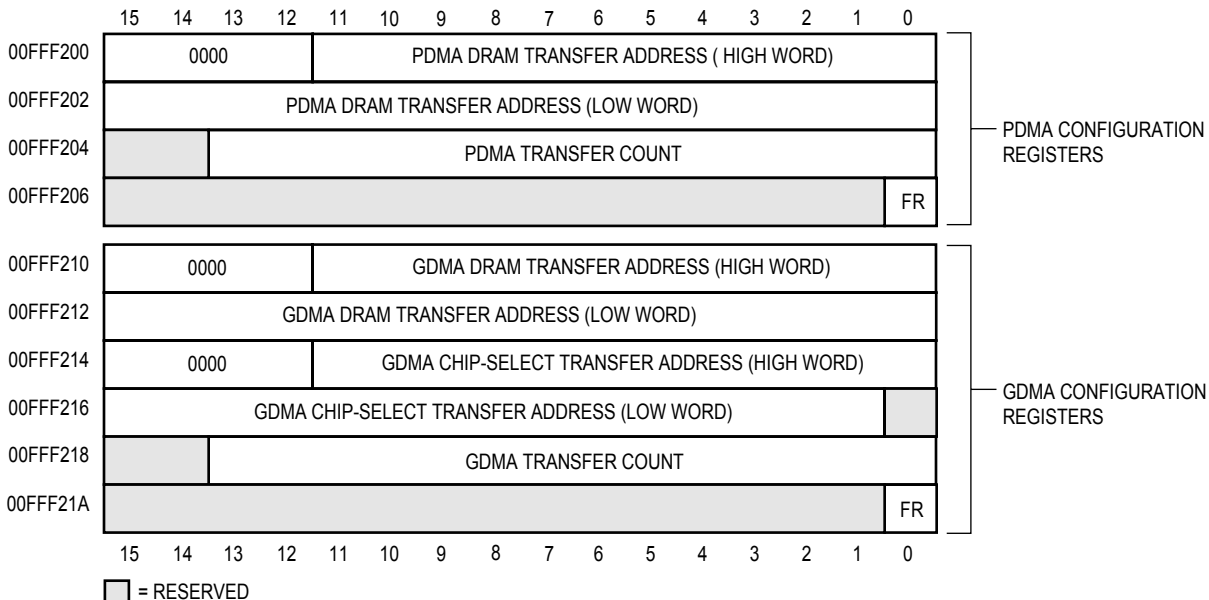 15 14 13 12 11 10 9 8 7 6 5 4 3 2 1 0
00FFF200 0000 PDMA DRAM TRANSFER ADDRESS ( HIGH WORD)
00FFF202 PDMA DRAM TRANSFER ADDRESS (LOW WORD)
00FFF204 PDMA TRANSFER COUNT
00FFF206 FR
PDMA CONFIGURATION
REGISTERS
00FFF210 0000 GDMA DRAM TRANSFER ADDRESS (HIGH WORD)
00FFF212 GDMA DRAM TRANSFER ADDRESS (LOW WORD)
00FFF214 0000 GDMA CHIP-SELECT TRANSFER ADDRESS (HIGH WORD)
00FFF216 GDMA CHIP-SELECT TRANSFER ADDRESS (LOW WORD)
00FFF218 GDMA TRANSFER COUNT
00FFF21A FR
GDMA CONFIGURATION
REGISTERS
15 14 13 12 11 10 9 8 7 6 5 4 3 2 1 0
= RESERVED